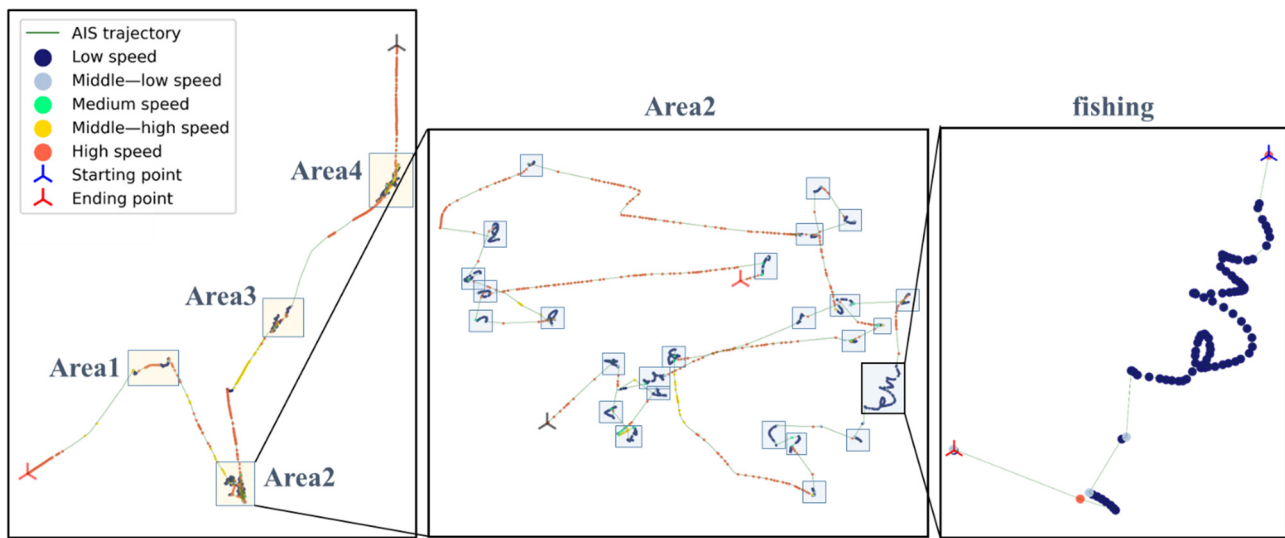 AIS trajectory
Low speed
Middle—low speed
Medium speed
Middle—high speed
High speed
Starting point
Ending point
Area4
Area3
Area1
Area2
Area2
fishing